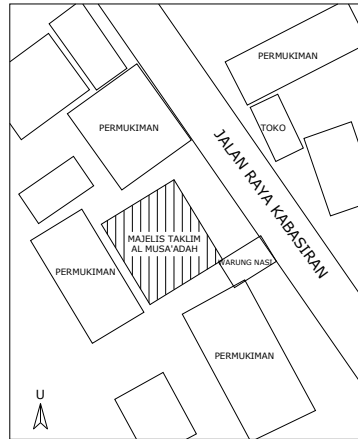 PERMUKIMAN
TOKO
PERMUKIMAN
JALAN RAYA KABASIRAN
MAJELIS TAKLIM
AL MUSA'ADAH
WARUNG NASI
PERMUKIMAN
PERMUKIMAN
U